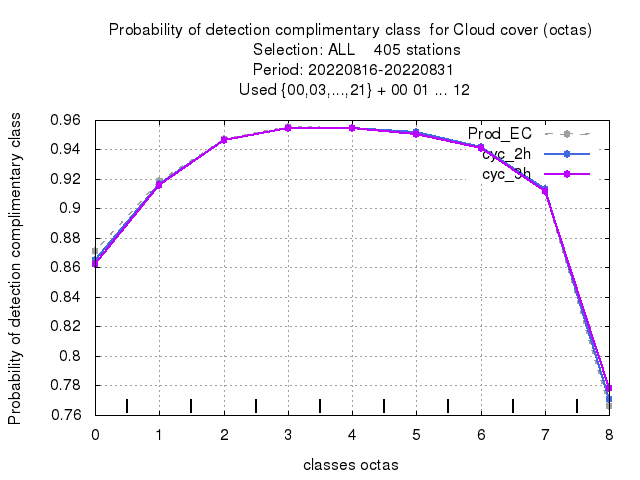 Probability of detection complimentary class  for Cloud cover (octas)
Selection: ALL    405 stations
Period: 20220816-20220831
Used {00,03,...,21} + 00 01 ... 12
Probability of detection complimentary class
0.96
0.94
0.92
0.9
0.88
0.86
0.84
0.82
0.8
0.78
0.76
Prod_EC
cyc_2h
cyc_3h
0 1 2 3 4 5 6 7 8
classes octas